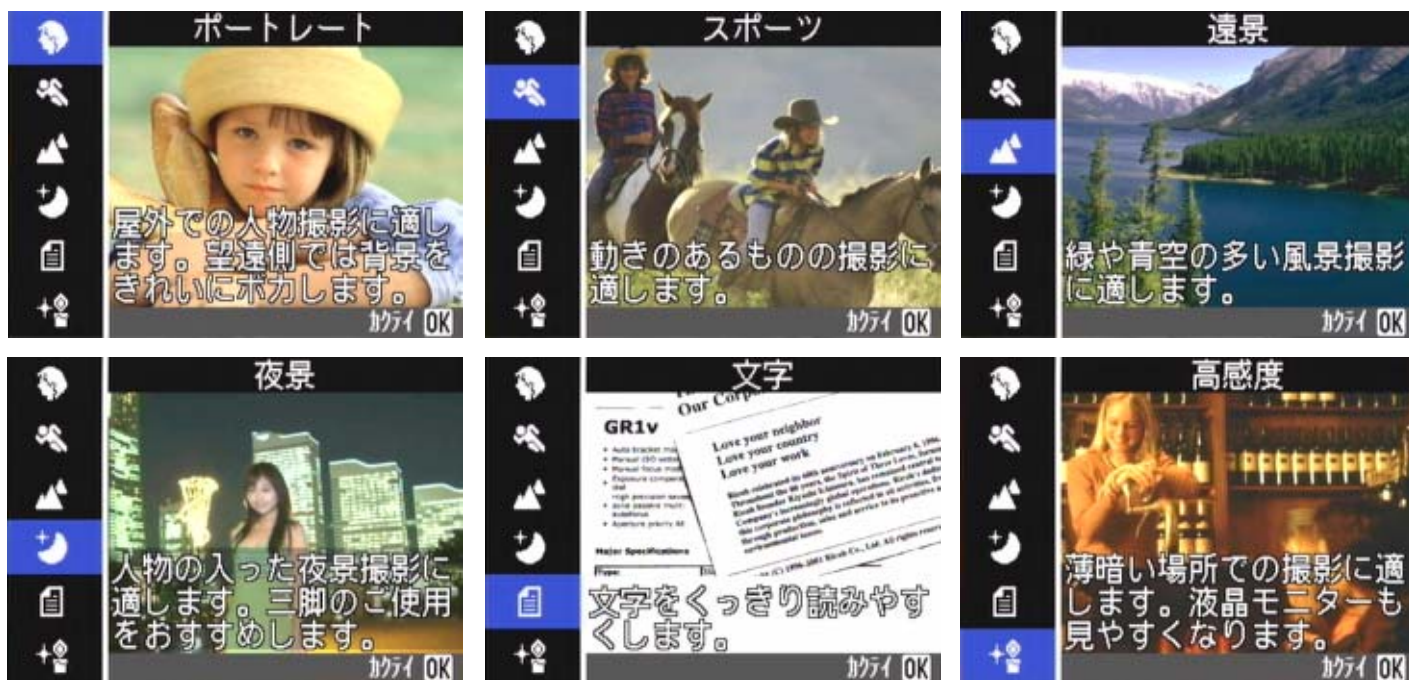 ポートレート
屋外での人物撮影に適し
ます。望遠側では背景を
きれいにボカします。
ｶｸﾃｲ OK
スポーツ
動きのあるものの撮影に
適します。
ｶｸﾃｲ OK
遠景
緑や青空の多い風景撮影
に適します。
ｶｸﾃｲ OK
夜景
人物の入った夜景撮影に
適します。三脚のご使用
をおすすめします。
ｶｸﾃｲ OK
文字
Our Corp
GR1v
Love your neighbor
Love your country
Love your work
Major Specifications
Type:
文字をくっきり読みやす
くします。
ｶｸﾃｲ OK
高感度
薄暗い場所での撮影に適
します。液晶モニターも
見やすくなります。
ｶｸﾃｲ OK